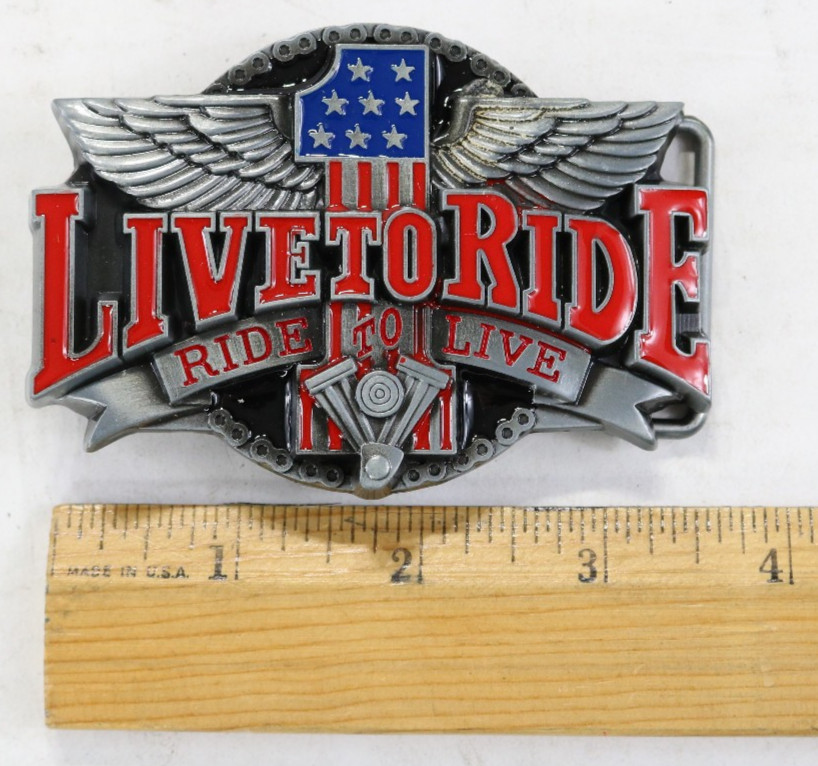 LIVE TO RIDE
RIDE TO LIVE
MADE IN U.S.A. 1 2 3 4